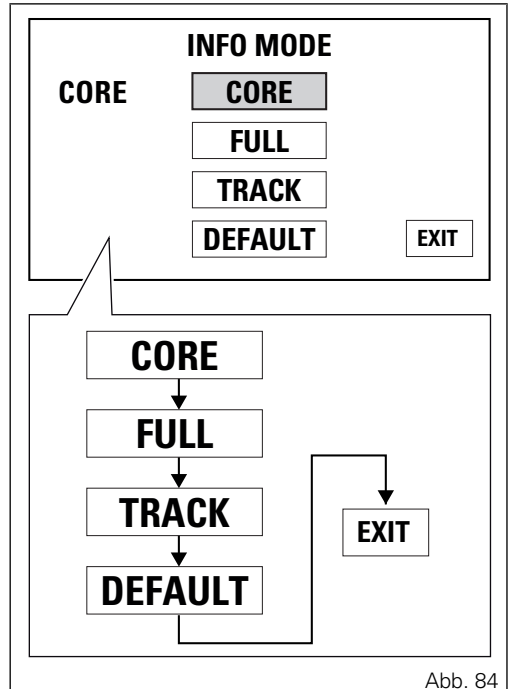 INFO MODE
CORE CORE
FULL
TRACK
DEFAULT EXIT
CORE
FULL
TRACK
DEFAULT
EXIT
Abb. 84